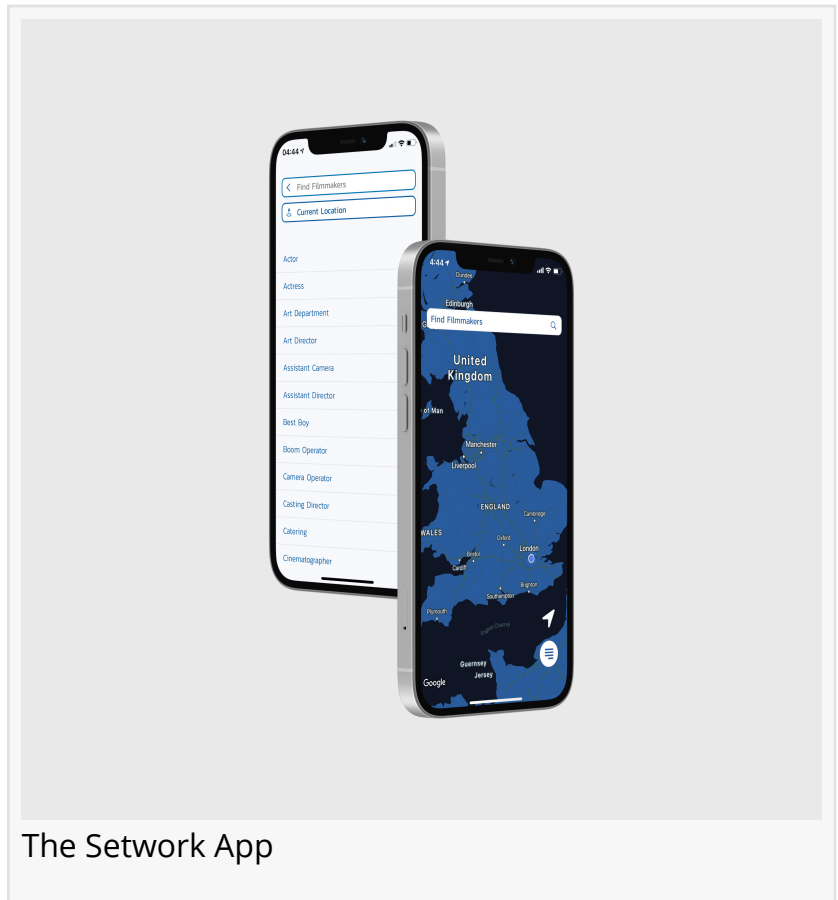 04:44
Find Filmmakers
Current Location
Actor
Actress
Art Department
Art Director
Assistant Camera
Assistant Director
Best Boy
Boom Operator
Camera Operator
Casting Director
Catering
Cinematographer
4:44
Dundee
Edinburgh
Find Filmmakers
United
Kingdom
of Man
Manchester
Liverpool
ENGLAND
Cambridge
WALES
Oxford
London
Bristol
Cardiff
Brighton
Southampton
Plymouth
English Channel
Guernsey
Jersey
Google
The Setwork App